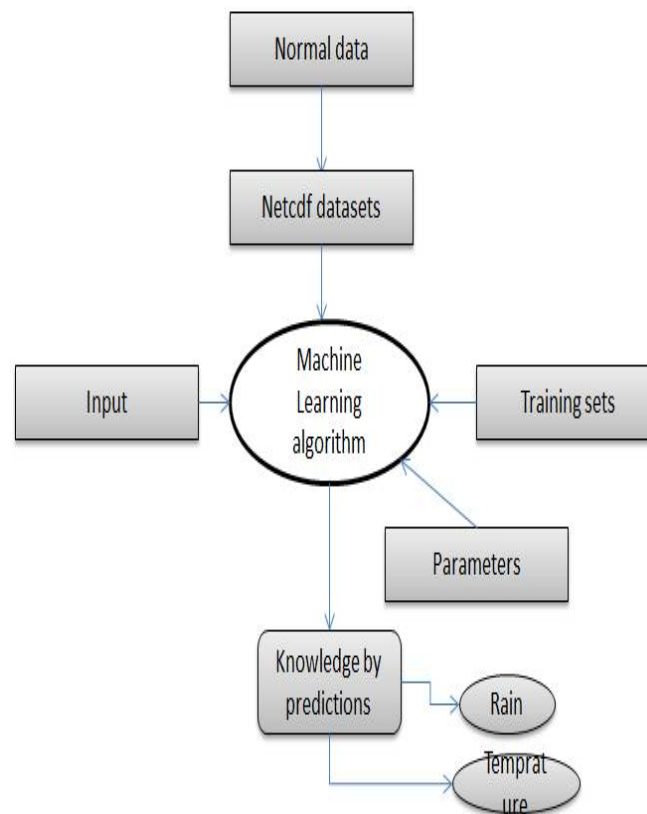 Normal data
Netcdf datasets
Machine
Learning
algorithm
Input
Training sets
Parameters
Knowledge by
predictions
Rain
Temprat
ure